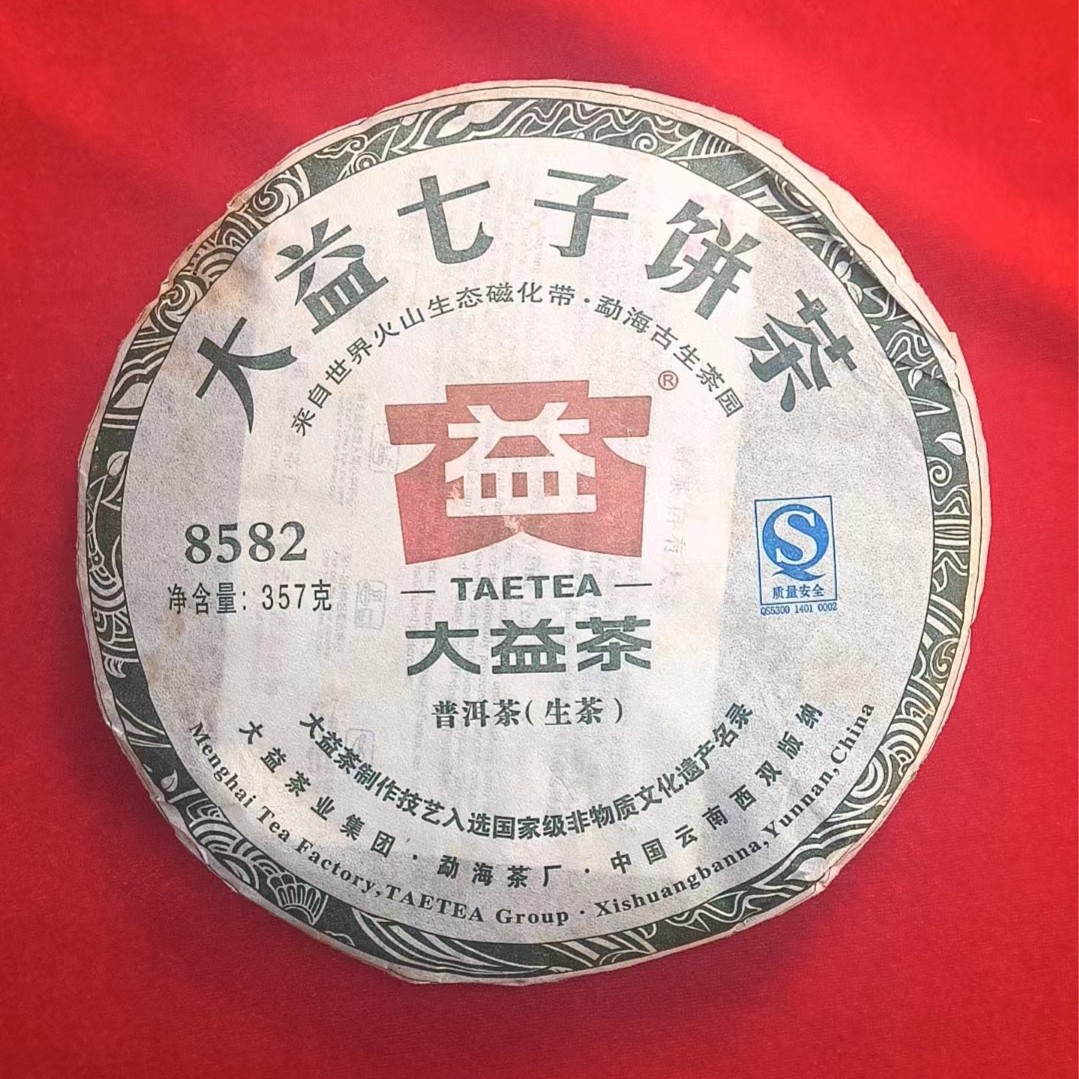 大益七子饼茶
来自世界火山生态磁化带·勐海古生茶园
益®
8582
净含量: 357克
TAETEA
大益茶
普洱茶(生茶)
QS
质量安全
QS5300 1401 0002
大益茶制作技艺入选国家级非物质文化遗产名录
大益茶业集团·勐海茶厂·中国云南西双版纳
Menghai Tea Factory,TAETEA Group · Xishuangbanna,Yunnan,China